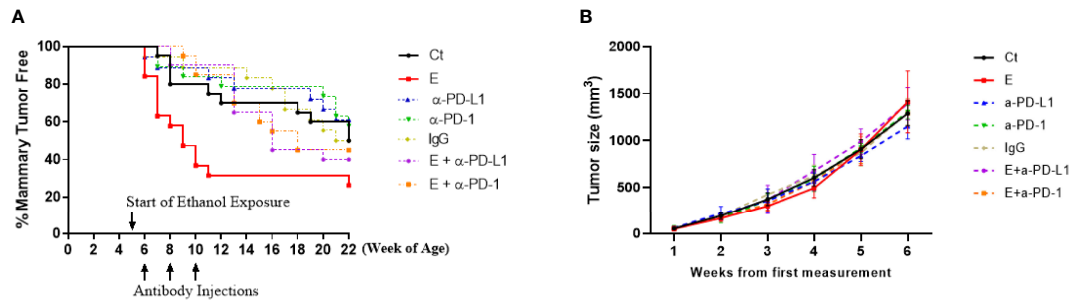 A
% Mammary Tumor Free
100
80
60
40
20
0
Start of Ethanol Exposure
0 2 4 6 8 10 12 14 16 18 20 22 (Week of Age)
Antibody Injections
Ct
E
α-PD-L1
α-PD-1
IgG
E + α-PD-L1
E + α-PD-1
B
Tumor size (mm³)
2000
1500
1000
500
0
1 2 3 4 5 6
Weeks from first measurement
Ct
E
a-PD-L1
a-PD-1
IgG
E+a-PD-L1
E+a-PD-1